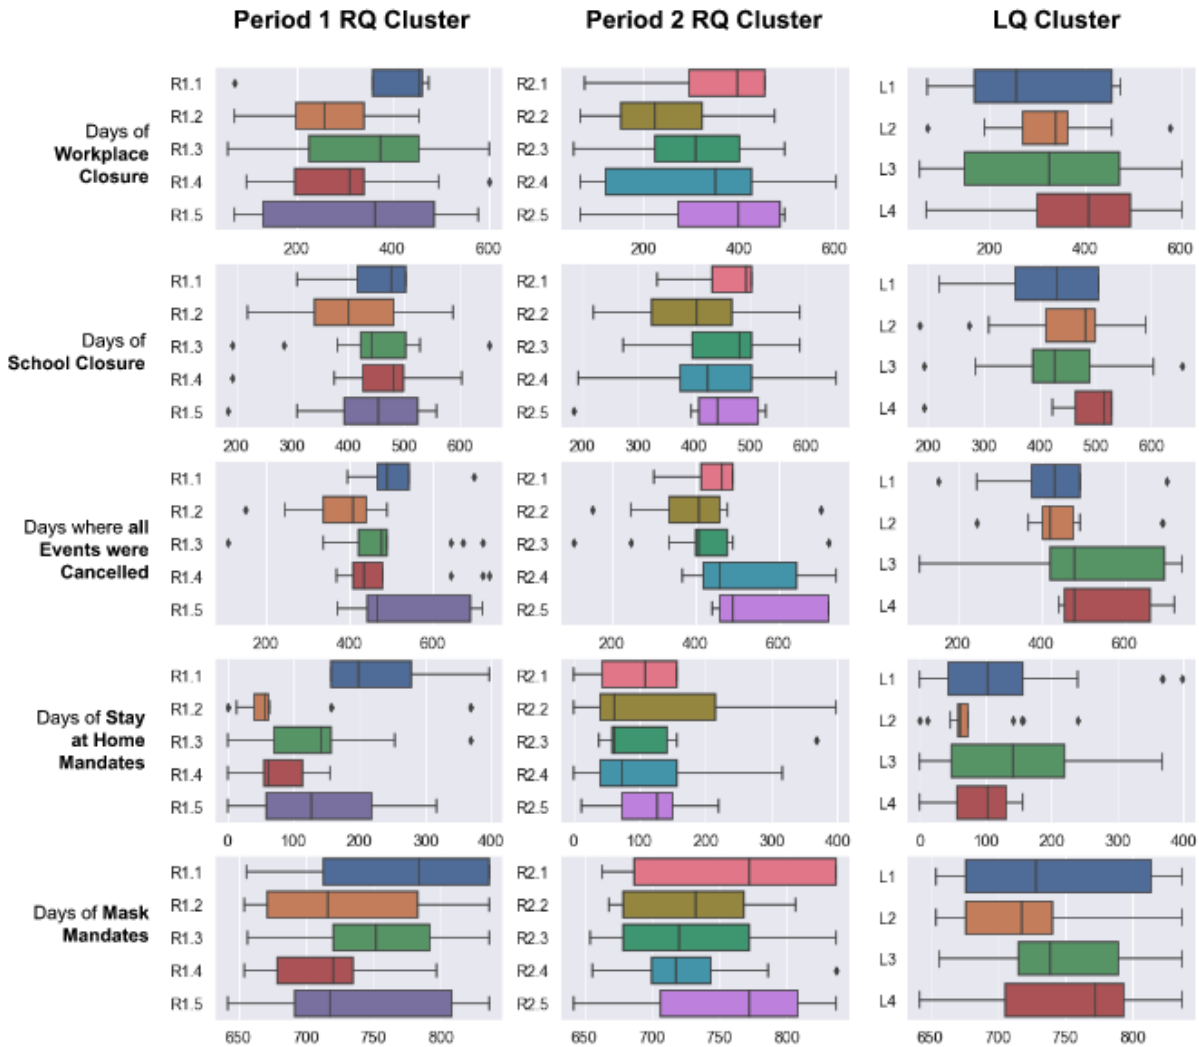 Period 1 RQ Cluster
Period 2 RQ Cluster
LQ Cluster
Days of
Workplace
Closure
R1.1
R1.2
R1.3
R1.4
R1.5
200 400 600
R2.1
R2.2
R2.3
R2.4
R2.5
200 400 600
L1
L2
L3
L4
200 400 600
Days of
School Closure
R1.1
R1.2
R1.3
R1.4
R1.5
200 300 400 500 600
R2.1
R2.2
R2.3
R2.4
R2.5
200 300 400 500 600
L1
L2
L3
L4
200 300 400 500 600
Days where all
Events were
Cancelled
R1.1
R1.2
R1.3
R1.4
R1.5
200 400 600
R2.1
R2.2
R2.3
R2.4
R2.5
200 400 600
L1
L2
L3
L4
200 400 600
Days of Stay
at Home
Mandates
R1.1
R1.2
R1.3
R1.4
R1.5
0 100 200 300 400
R2.1
R2.2
R2.3
R2.4
R2.5
0 100 200 300 400
L1
L2
L3
L4
0 100 200 300 400
Days of Mask
Mandates
R1.1
R1.2
R1.3
R1.4
R1.5
650 700 750 800
R2.1
R2.2
R2.3
R2.4
R2.5
650 700 750 800
L1
L2
L3
L4
650 700 750 800